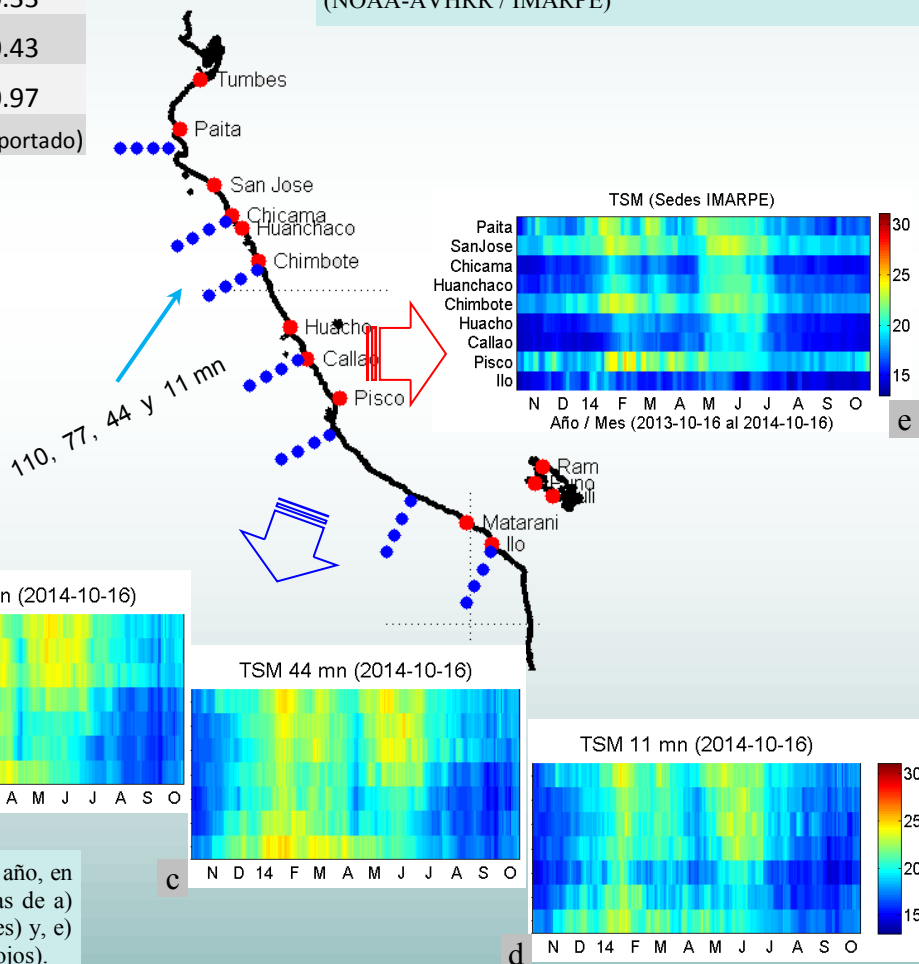 (NOAA-AVHRR / IMARPE)
0.43
0.97
portado)
Tumbes
Paita
San Jose
Chicama
Huanchaco
Chimbote
Huacho
Callao
Pisco
110, 77, 44 y 11 mn
Ram
Matarani
Ilo
TSM (Sedes IMARPE)
Paita
SanJose
Chicama
Huanchaco
Chimbote
Huacho
Callao
Pisco
Ilo
30
25
20
15
N D 14 F M A M J J A S O
Año / Mes (2013-10-16 al 2014-10-16)
e
n (2014-10-16)
A M J J A S O
TSM 44 mn (2014-10-16)
N D 14 F M A M J J A S O
c
TSM 11 mn (2014-10-16)
N D 14 F M A M J J A S O
30
25
20
15
d
año, en
as de a)
es) y, e)
ojos).